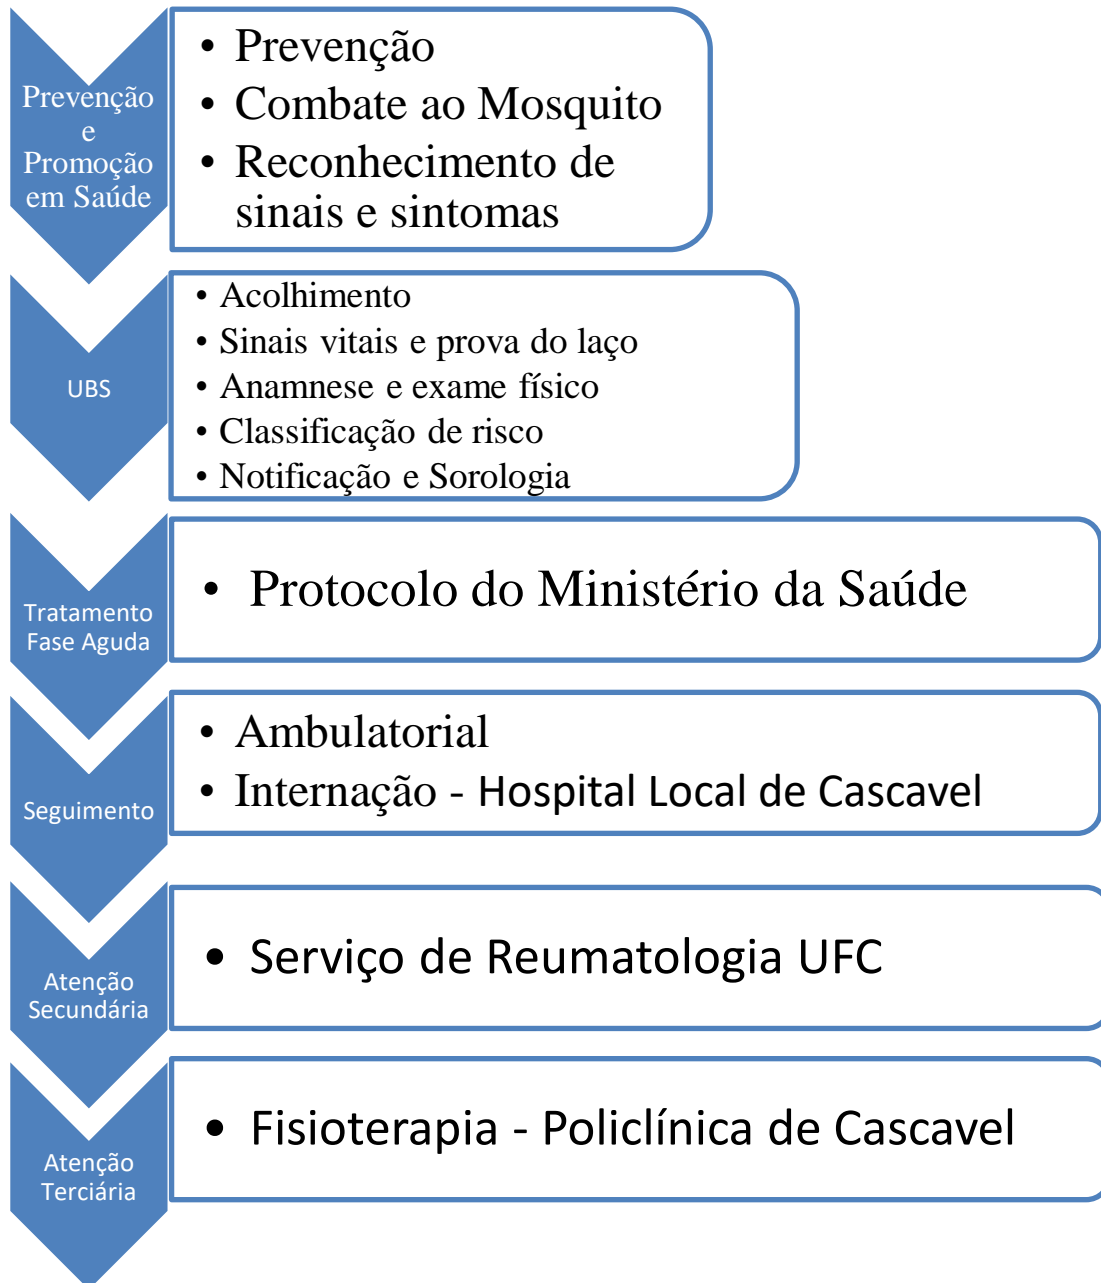 Prevenção
e
Promoção
em Saúde
• Prevenção
• Combate ao Mosquito
• Reconhecimento de
sinais e sintomas
UBS
• Acolhimento
• Sinais vitais e prova do laço
• Anamnese e exame físico
• Classificação de risco
• Notificação e Sorologia
Tratamento
Fase Aguda
• Protocolo do Ministério da Saúde
Seguimento
• Ambulatorial
• Internação - Hospital Local de Cascavel
Atenção
Secundária
• Serviço de Reumatologia UFC
Atenção
Terciária
• Fisioterapia - Policlínica de Cascavel